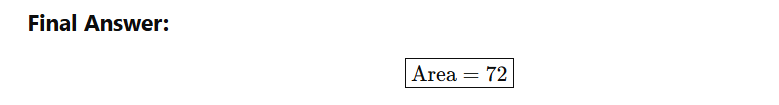 Final Answer:
Area = 72